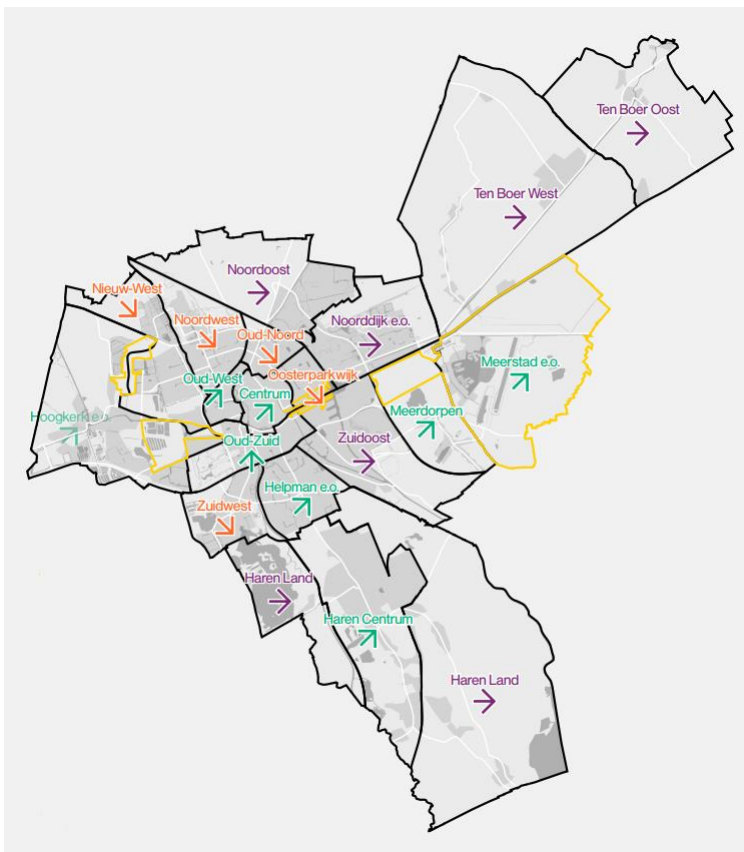 Ten Boer Oost
Ten Boer West
Noordoost
Nieuw-West
Noordwest
Oud-Noord
Noorddijk e.o.
Meerstad e.o.
Oosterparkwijk
Oud-West
Centrum
Hoogkerk e.o.
Meerdorpen
Oud-Zuid
Zuidoost
Helpman e.o.
Zuidwest
Haren Land
Haren Centrum
Haren Land